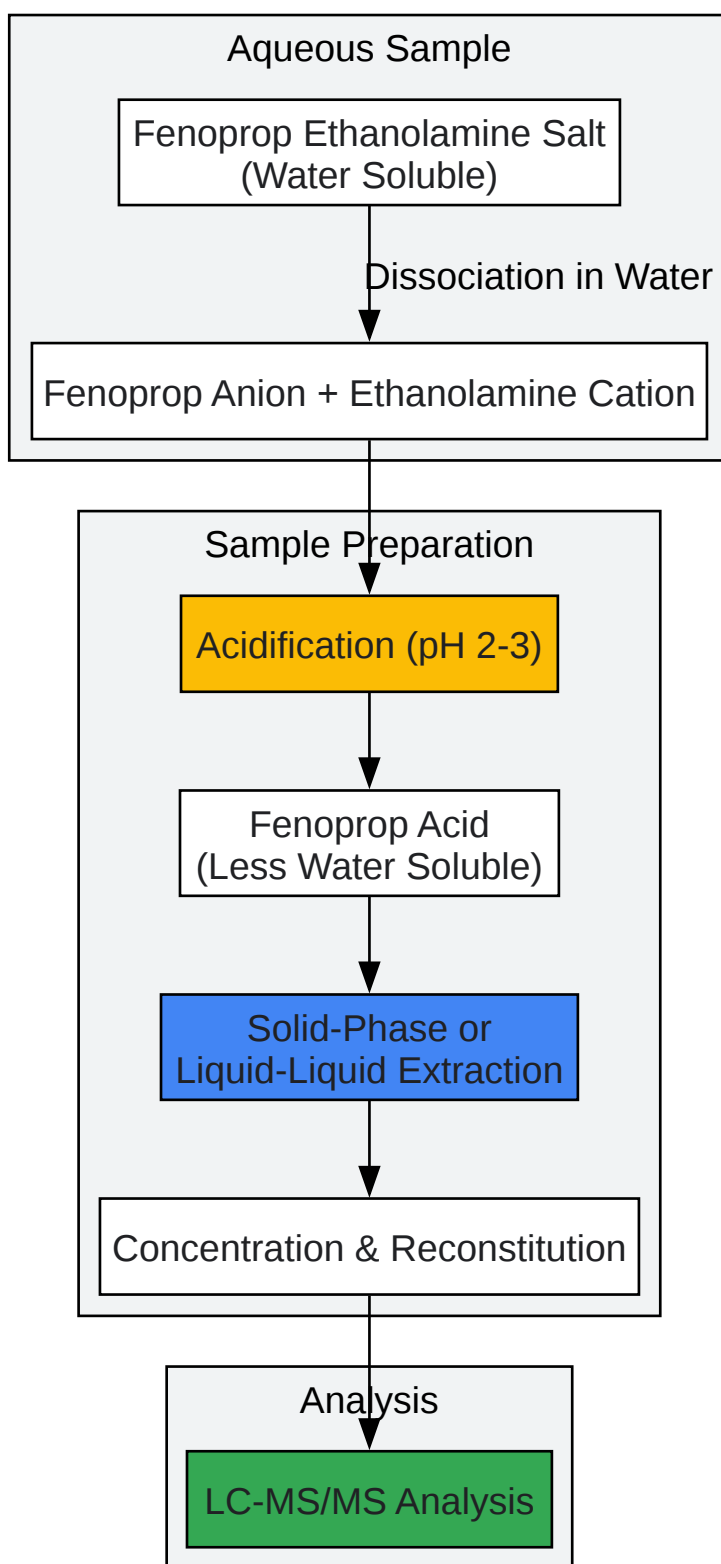 Aqueous Sample
Fenoprop Ethanolamine Salt
(Water Soluble)
Dissociation in Water
Fenoprop Anion + Ethanolamine Cation
Sample Preparation
Acidification (pH 2-3)
Fenoprop Acid
(Less Water Soluble)
Solid-Phase or
Liquid-Liquid Extraction
Concentration & Reconstitution
Analysis
LC-MS/MS Analysis